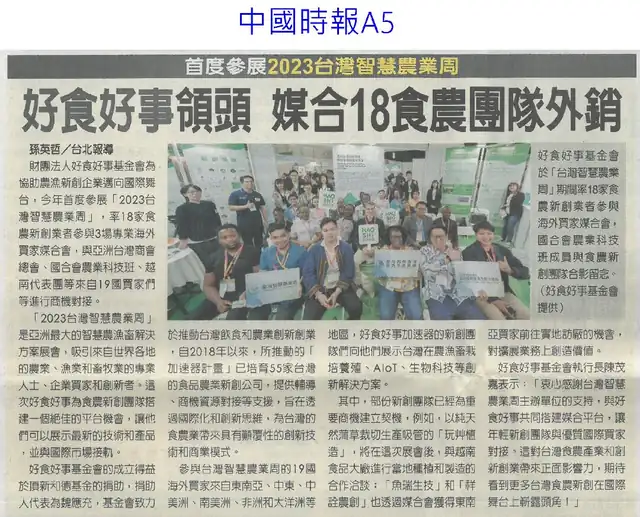 中國時報A5
首度參展2023台灣智慧農業周
好食好事領頭 媒合18食農團隊外銷
孫英哲／台北報導
財團法人好食好事基金會為
協助農漁新創企業邁向國際舞
台，今年首度參展「2023台
灣智慧農業周」，率18家食
農新創業者參與3場專業海外
買家媒合會，與亞洲台灣商會
總會、國合會農業科技班、越
南代表團等來自19國買家們
等進行商機對接。
「2023台灣智慧農業周」
是亞洲最大的智慧農漁畜解決
方案展會，吸引來自世界各地
的農業、漁業和畜牧業的專業
人士、企業買家和創新者。這
次好食好事為食農新創團隊搭
建一個絕佳的平台機會，讓他
們可以展示最新的技術和產品
，並與國際市場接軌。
好食好事基金會的成立得益
於頂新和德基金的捐助，捐助
人代表為魏應充，基金會致力
於推動台灣飲食和農業創新創業
，自2018年以來，所推動的「
加速器計畫」已培育55家台灣
的食品農業新創公司，提供輔導
、商機資源對接等支援，旨在透
過國際化和創新思維，為台灣的
食農業帶來具有顛覆性的創新技
術和商業模式。
參與台灣智慧農業周的19國
海外買家來自東南亞、中東、中
美洲、南美洲、非洲和大洋洲等
地區，好食好事加速器的新創團
隊們向他們展示台灣在農漁畜栽
培養殖、AIoT、生物科技等創
新解決方案。
其中，部份新創團隊已經為重
要商機建立契機，例如，以純天
然蒲草栽切生產吸管的「玩艸植
造」，將在這次展會後，與越南
食品大廠進行當地種植和製造的
合作洽談；「魚瑞生技」和「祥
詮農創」也透過媒合會獲得東南
亞買家前往實地訪廠的機會，
對擴展業務上創造價值。
好食好事基金會執行長陳茂
嘉表示：「衷心感謝台灣智慧
農業周主辦單位的支持，與好
食好事共同搭建媒合平台，讓
年輕新創團隊與優質國際買家
對接。這對台灣食農產業和創
新創業帶來正面影響力，期待
看到更多台灣食農新創在國際
舞台上嶄露頭角！」
好食好事基金會
於「台灣智慧農業
周」期間率18家食
農新創業者參與
海外買家媒合會，
國合會農業科技
班成員與食農新
創團隊合影留念。
（好食好事基金會
提供）
HAO
SHI